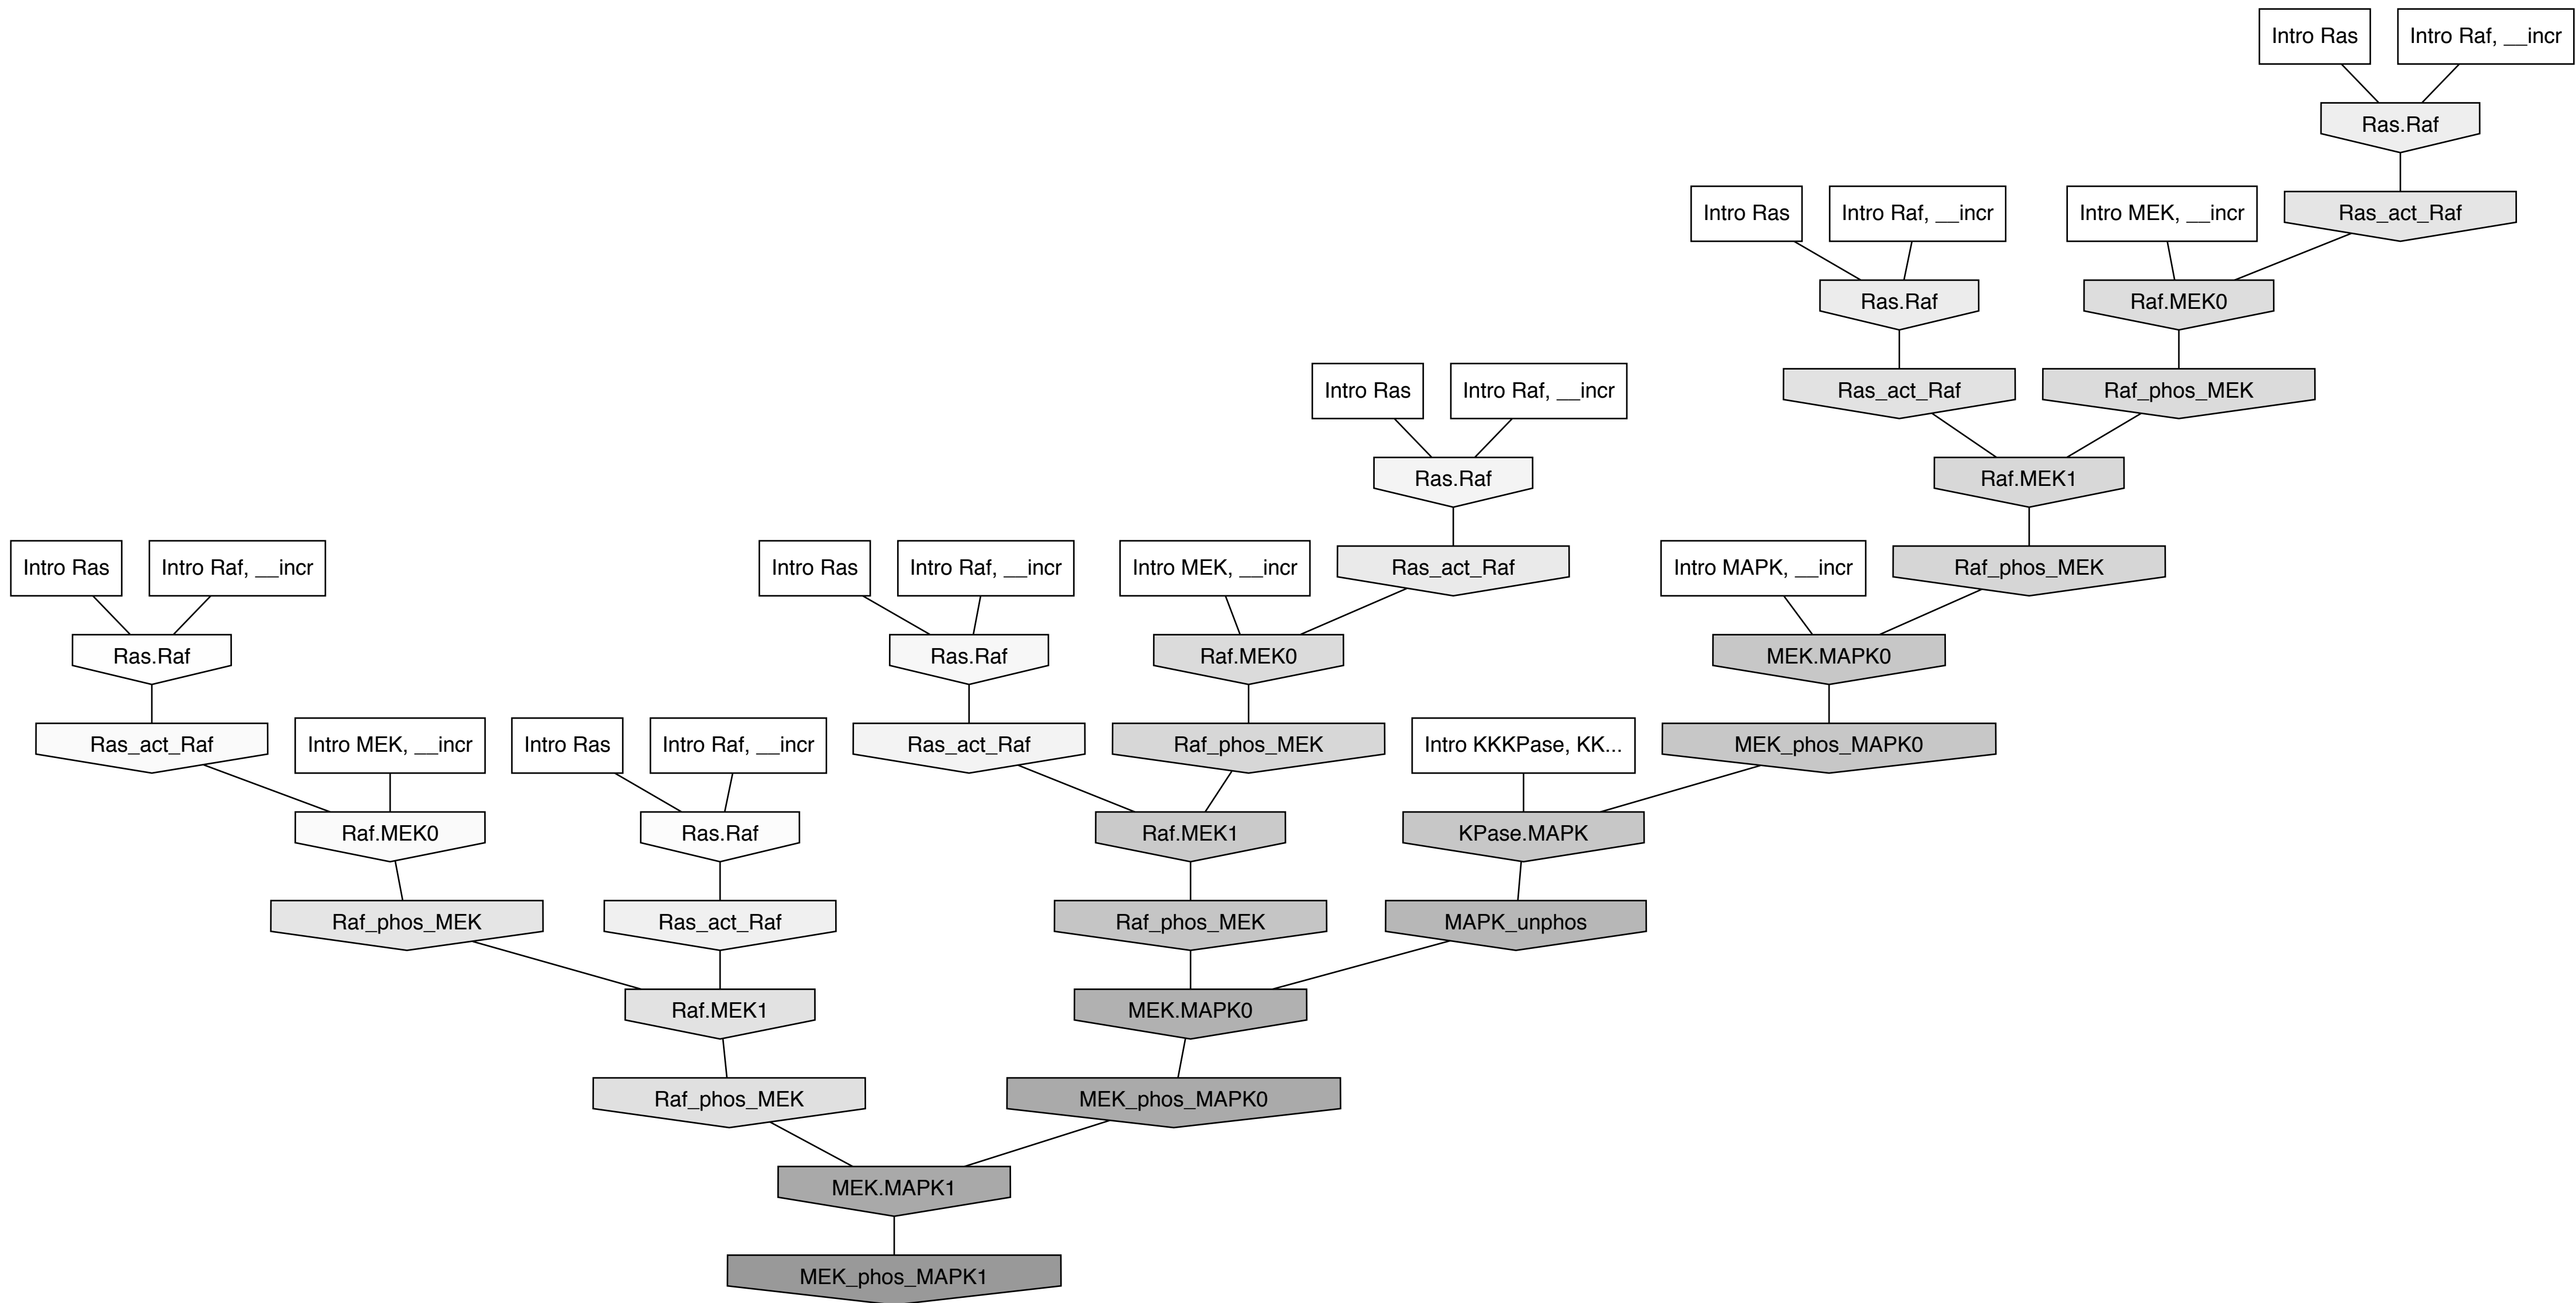 Intro Ras
Intro Raf, __incr
Ras.Raf
Intro Ras
Intro Raf, __incr
Intro MEK, __incr
Ras_act_Raf
Ras.Raf
Raf.MEK0
Intro Ras
Intro Raf, __incr
Ras_act_Raf
Raf_phos_MEK
Ras.Raf
Raf.MEK1
Intro Ras
Intro Raf, __incr
Intro Ras
Intro Raf, __incr
Intro MEK, __incr
Ras_act_Raf
Intro MAPK, __incr
Raf_phos_MEK
Ras.Raf
Ras.Raf
Raf.MEK0
MEK.MAPK0
Ras_act_Raf
Intro MEK, __incr
Intro Ras
Intro Raf, __incr
Ras_act_Raf
Raf_phos_MEK
Intro KKKPase, KK...
MEK_phos_MAPK0
Raf.MEK0
Ras.Raf
Raf.MEK1
KPase.MAPK
Raf_phos_MEK
Ras_act_Raf
Raf_phos_MEK
MAPK_unphos
Raf.MEK1
MEK.MAPK0
Raf_phos_MEK
MEK_phos_MAPK0
MEK.MAPK1
MEK_phos_MAPK1